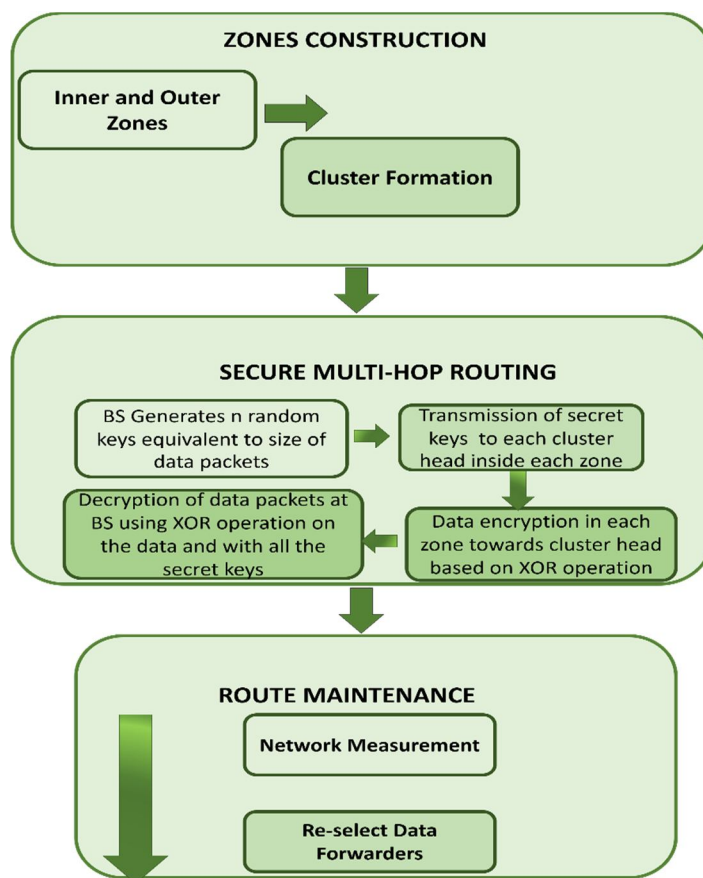 ZONES CONSTRUCTION
Inner and Outer
Zones
Cluster Formation
SECURE MULTI-HOP ROUTING
BS Generates n random
keys equivalent to size of
data packets
Transmission of secret
keys to each cluster
head inside each zone
Data encryption in each
zone towards cluster head
based on XOR operation
Decryption of data packets at
BS using XOR operation on
the data and with all the
secret keys
ROUTE MAINTENANCE
Network Measurement
Re-select Data
Forwarders